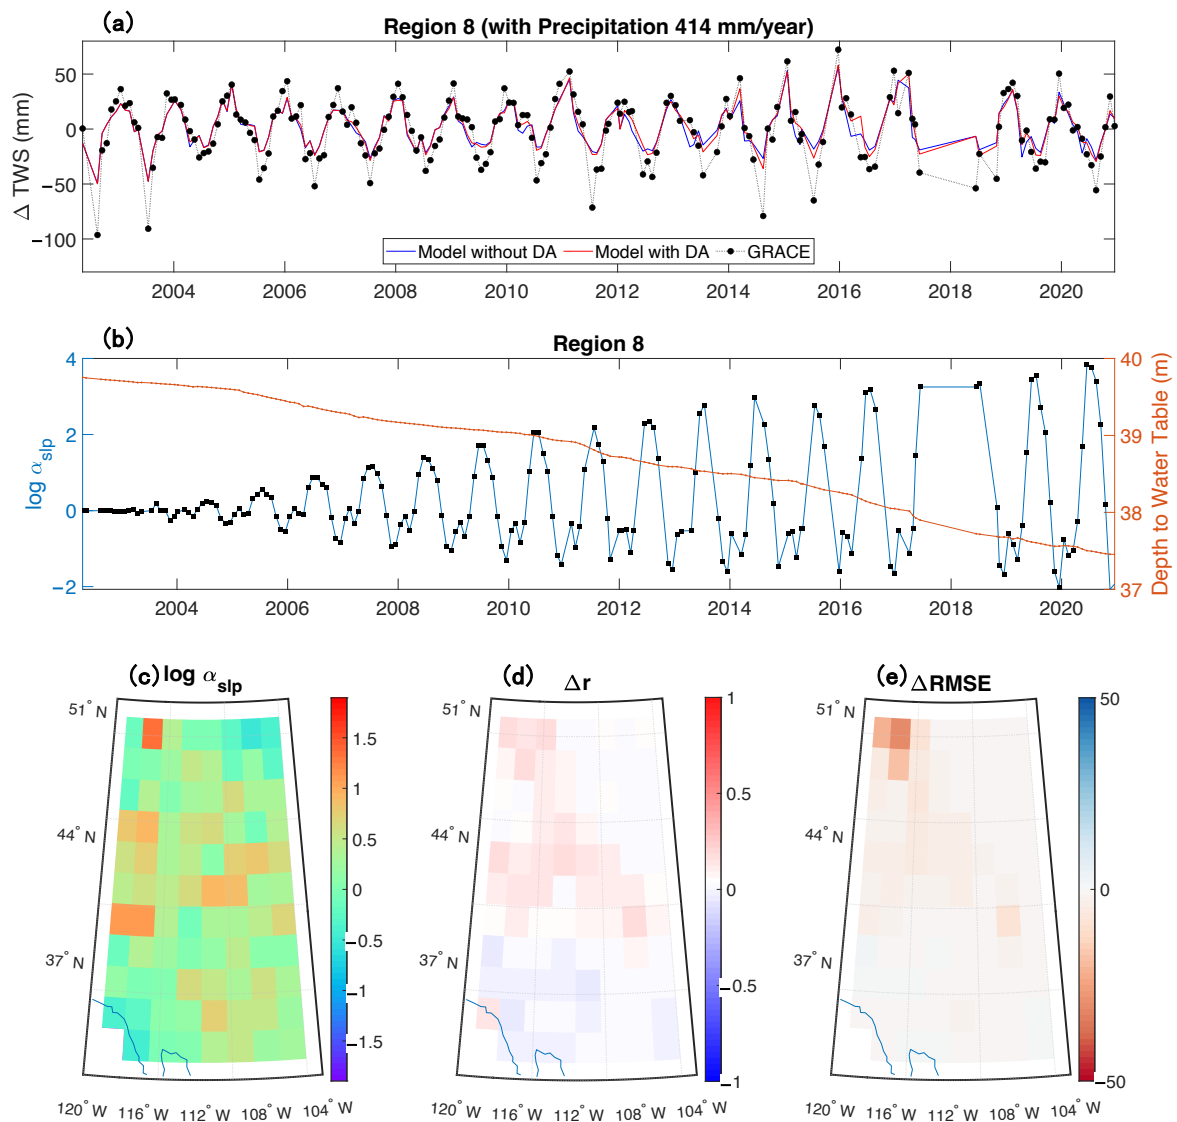 (a)
Region 8 (with Precipitation 414 mm/year)
Δ TWS (mm)
50
0
−50
−100
Model without DA
Model with DA
GRACE
2004 2006 2008 2010 2012 2014 2016 2018 2020
(b)
Region 8
log α_slp
4
2
0
−2
40
39
38
37
Depth to Water Table (m)
2004 2006 2008 2010 2012 2014 2016 2018 2020
(c) log α_slp
51° N
44° N
37° N
120° W 116° W 112° W 108° W 104° W
1.5
1
0.5
0
−0.5
−1
−1.5
(d) Δr
51° N
44° N
37° N
120° W 116° W 112° W 108° W 104° W
1
0.5
0
−0.5
−1
(e) ΔRMSE
51° N
44° N
37° N
120° W 116° W 112° W 108° W 104° W
50
0
−50